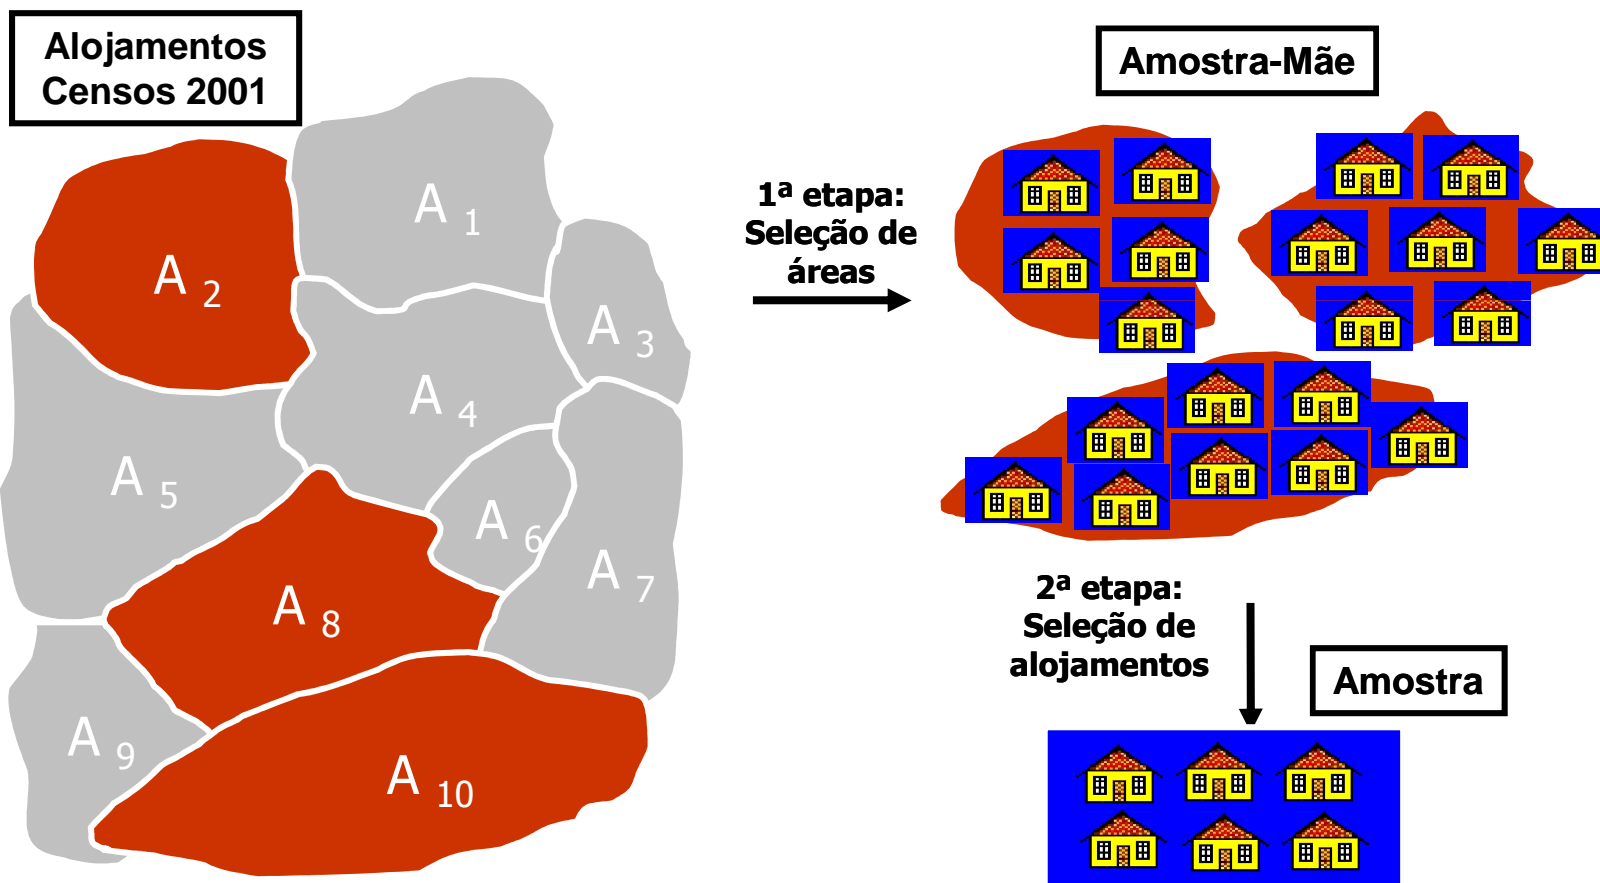 Alojamentos
Censos 2001
A 1
A 2
A 3
A 4
A 5
A 6
A 7
A 8
A 9
A 10
1ª etapa:
Seleção de
áreas
Amostra-Mãe
2ª etapa:
Seleção de
alojamentos
Amostra